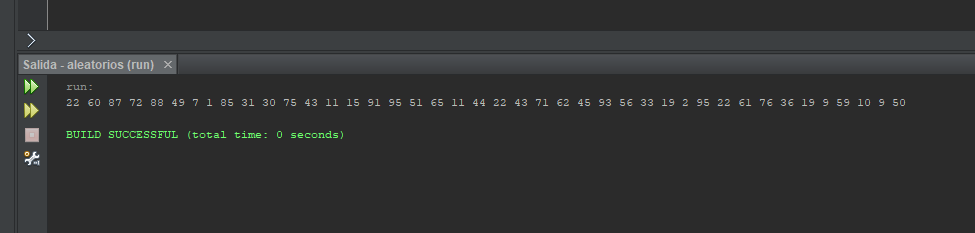 Salida - aleatorios (run)
run:
22 60 87 72 88 49 7 1 85 31 30 75 43 11 15 91 95 51 65 11 44 22 43 71 62 45 93 56 33 19 2 95 22 61 76 36 19 9 59 10 9 50
BUILD SUCCESSFUL (total time: 0 seconds)